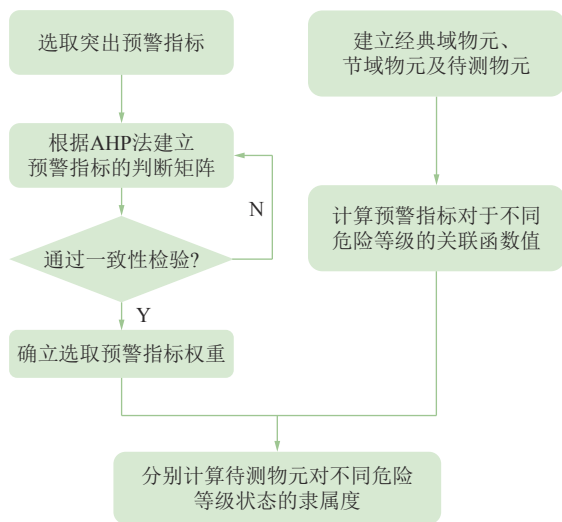 选取突出预警指标
根据AHP法建立
预警指标的判断矩阵
N
通过一致性检验?
Y
确立选取预警指标权重
建立经典域物元、
节域物元及待测物元
计算预警指标对于不同
危险等级的关联函数值
分别计算待测物元对不同危险
等级状态的隶属度